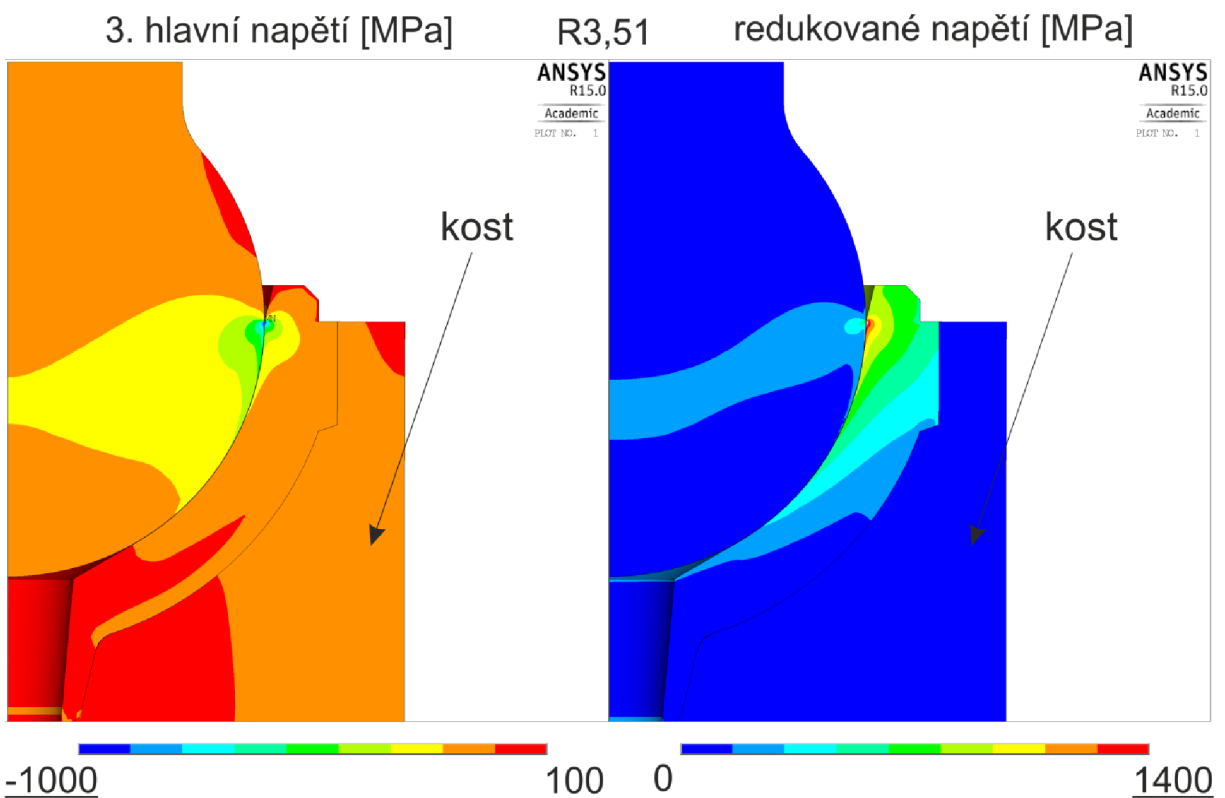 3. hlavní napětí [MPa] R3,51 redukované napětí [MPa]
ANSYS
R15.0
Academic
PLOT NO. 1
kost
-1000 100
ANSYS
R15.0
Academic
PLOT NO. 1
kost
0 1400